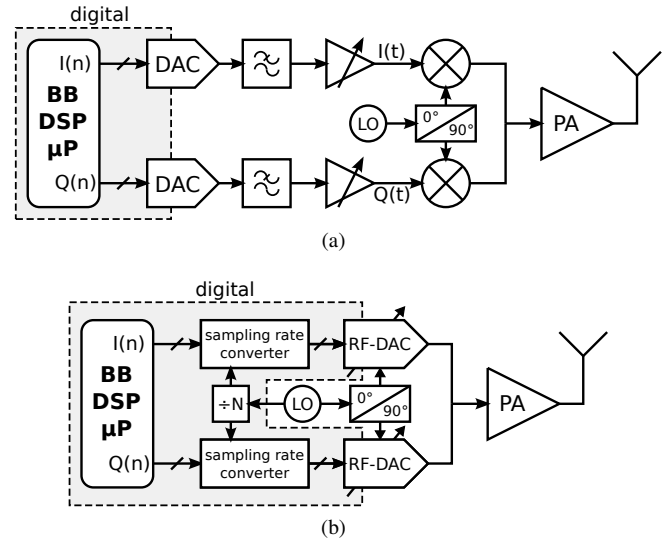 digital
I(n)
BB
DSP
μP
Q(n)
DAC
I(t)
LO
0°
90°
PA
DAC
Q(t)
(a)
digital
I(n)
BB
DSP
μP
Q(n)
sampling rate
converter
RF-DAC
÷N
LO
0°
90°
PA
sampling rate
converter
RF-DAC
(b)